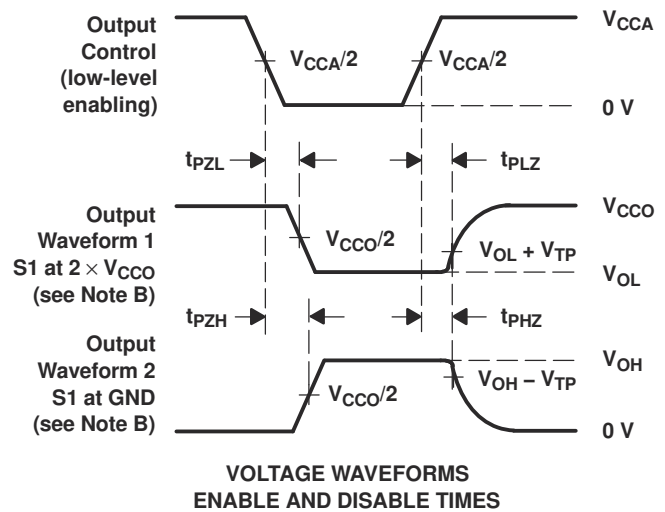 Output
Control
(low-level
enabling)
V_CCA/2
V_CCA/2
V_CCA
0 V
t_PZL
t_PLZ
Output
Waveform 1
S1 at 2 × V_CCO
(see Note B)
V_CCO/2
V_CCO
V_OL + V_TP
V_OL
t_PZH
t_PHZ
Output
Waveform 2
S1 at GND
(see Note B)
V_CCO/2
V_OH
V_OH − V_TP
0 V
VOLTAGE WAVEFORMS
ENABLE AND DISABLE TIMES